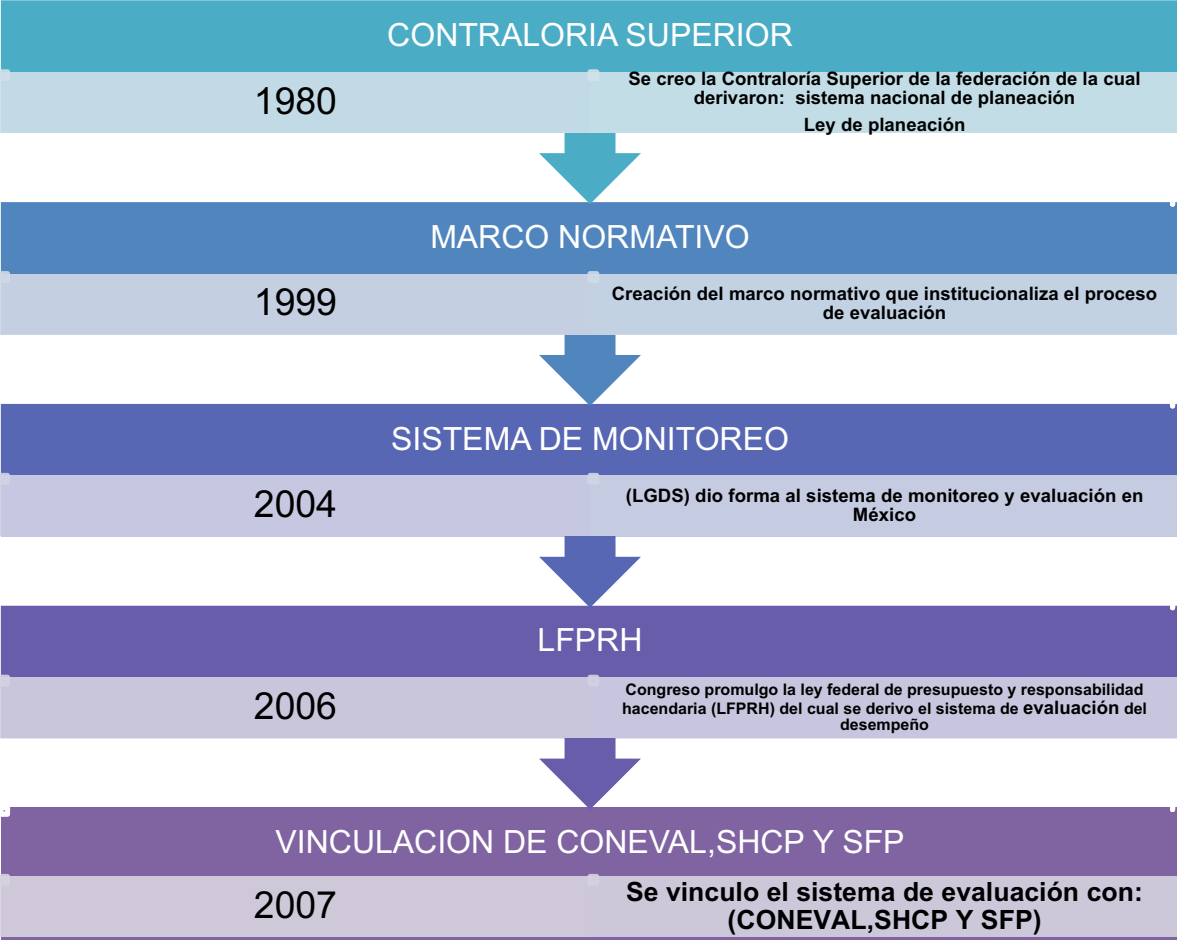 CONTRALORIA SUPERIOR
1980
Se creo la Contraloría Superior de la federación de la cual
derivaron: sistema nacional de planeación
Ley de planeación
MARCO NORMATIVO
1999
Creación del marco normativo que institucionaliza el proceso
de evaluación
SISTEMA DE MONITOREO
2004
(LGDS) dio forma al sistema de monitoreo y evaluación en
México
LFPRH
2006
Congreso promulgo la ley federal de presupuesto y responsabilidad
hacendaria (LFPRH) del cual se derivo el sistema de evaluación del
desempeño
VINCULACION DE CONEVAL,SHCP Y SFP
2007
Se vinculo el sistema de evaluación con:
(CONEVAL,SHCP Y SFP)